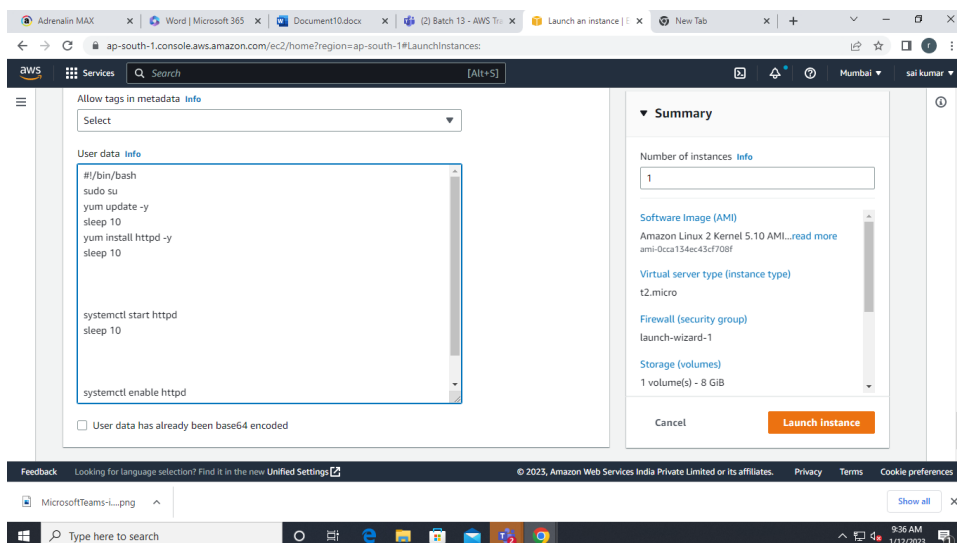 Adrenalin MAX
Word | Microsoft 365
Document10.docx
(2) Batch 13 - AWS Tra
Launch an instance | E
New Tab
ap-south-1.console.aws.amazon.com/ec2/home?region=ap-south-1#LaunchInstances:
r
aws
Services
Search
[Alt+S]
Mumbai
sai kumar
Allow tags in metadata Info
Select
User data Info
#!/bin/bash
sudo su
yum update -y
sleep 10
yum install httpd -y
sleep 10
systemctl start httpd
sleep 10
systemctl enable httpd
User data has already been base64 encoded
Summary
Number of instances Info
1
Software Image (AMI)
Amazon Linux 2 Kernel 5.10 AMI...read more
ami-0cca134ec43cf708f
Virtual server type (instance type)
t2.micro
Firewall (security group)
launch-wizard-1
Storage (volumes)
1 volume(s) - 8 GiB
Cancel
Launch instance
Feedback
Looking for language selection? Find it in the new Unified Settings
© 2023, Amazon Web Services India Private Limited or its affiliates.
Privacy
Terms
Cookie preferences
MicrosoftTeams-i....png
Show all
Type here to search
9:36 AM
1/12/2023